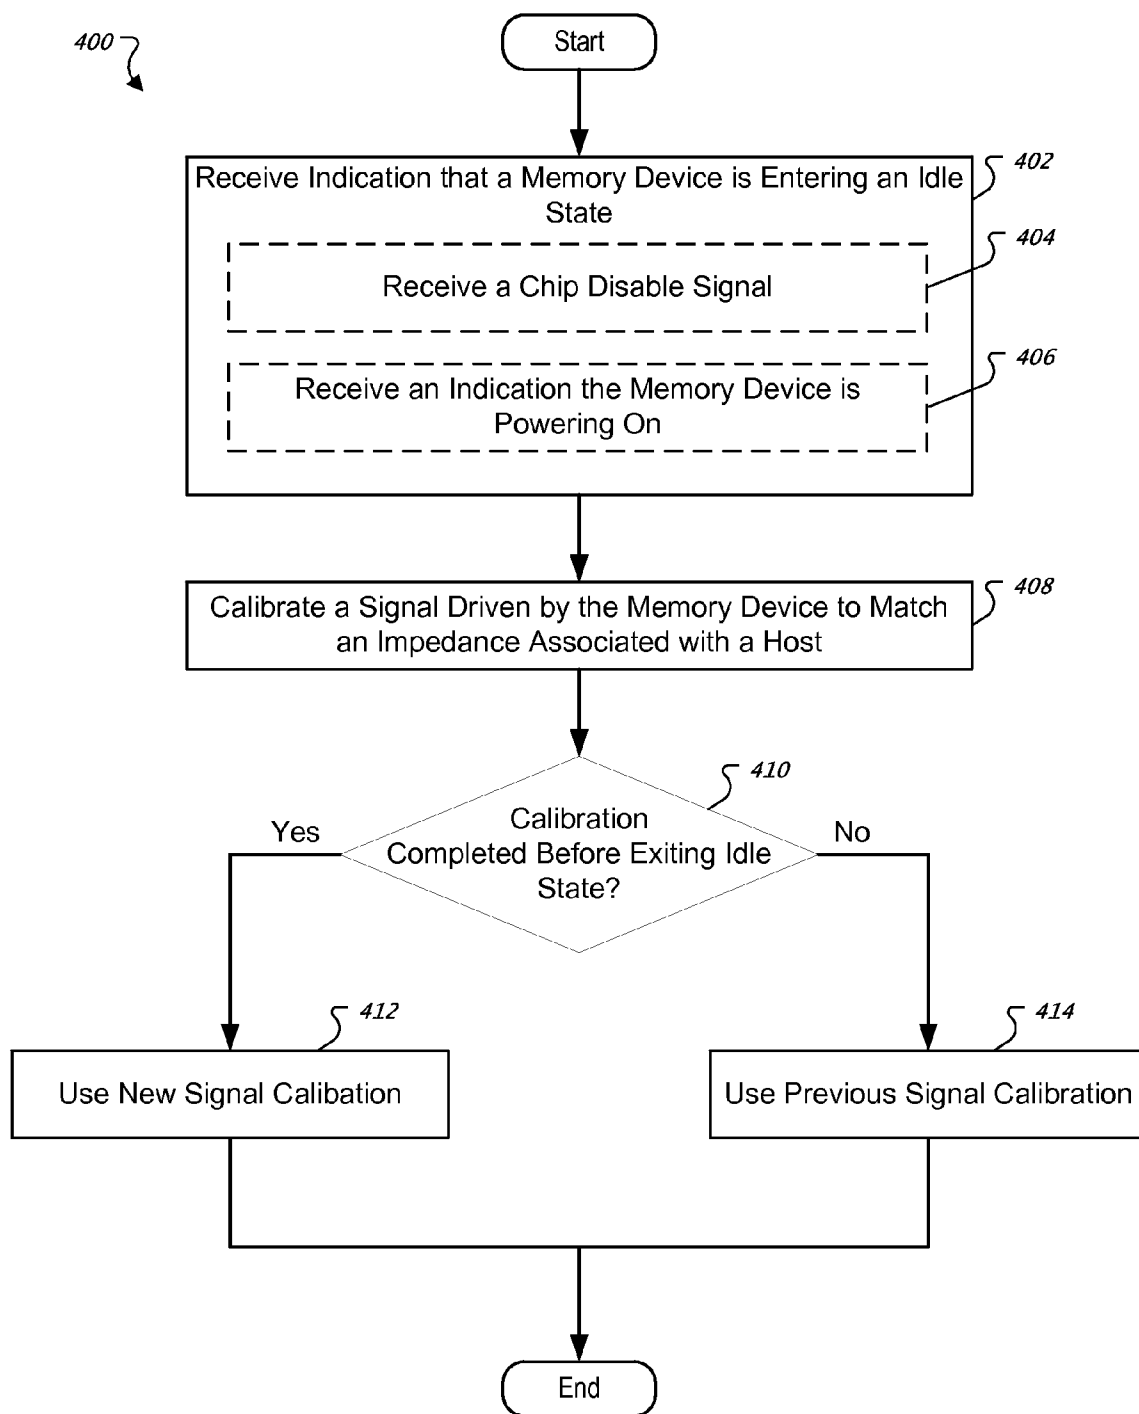 400
Start
402
Receive Indication that a Memory Device is Entering an Idle
State
404
Receive a Chip Disable Signal
406
Receive an Indication the Memory Device is
Powering On
408
Calibrate a Signal Driven by the Memory Device to Match
an Impedance Associated with a Host
410
Calibration
Completed Before Exiting Idle
State?
Yes
No
412
Use New Signal Calibation
414
Use Previous Signal Calibration
End